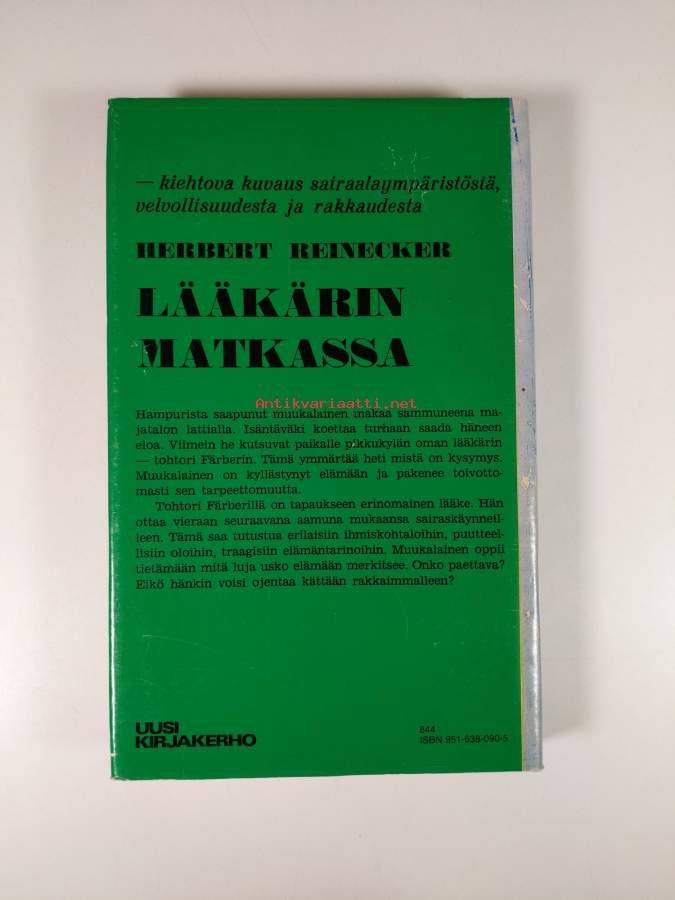 — kiehtova kuvaus sairaalaympäristöstä,
velvollisuudesta ja rakkaudesta
HERBERT REINECKER
LÄÄKÄRIN
MATKASSA
Antikvariaatti.net
Hampurista saapunut muukalainen makaa sammuneena ma-
jatalon lattialla. Isäntäväki koettaa turhaan saada häneen
eloa. Viimein he kutsuvat paikalle pikkukylän oman lääkärin
— tohtori Färberin. Tämä ymmärtää heti mistä on kysymys.
Muukalainen on kyllästynyt elämään ja pakenee toivotto-
masti sen tarpeettomuutta.
Tohtori Färberillä on tapaukseen erinomainen lääke. Hän
ottaa vieraan seuraavana aamuna mukaansa sairaskäynneil-
leen. Tämä saa tutustua erilaisiin ihmiskohtaloihin, puutteel-
lisiin oloihin, traagisiin elämäntarinoihin. Muukalainen oppii
tietämään mitä luja usko elämään merkitsee. Onko paettava?
Eikö hänkin voisi ojentaa kättään rakkaimmalleen?
UUSI
KIRJAKERHO
844
ISBN 951-638-090-5